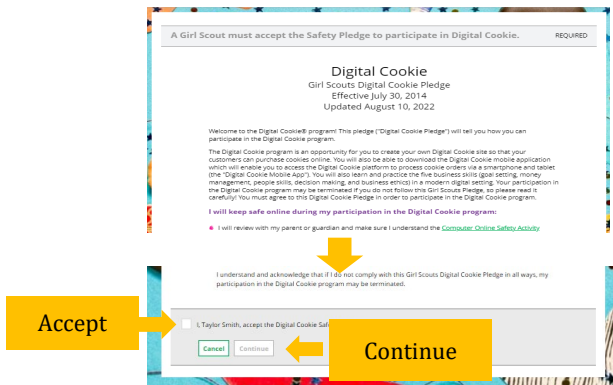 A Girl Scout must accept the Safety Pledge to participate in Digital Cookie. REQUIRED
Digital Cookie
Girl Scouts Digital Cookie Pledge
Effective July 30, 2014
Updated August 10, 2022
Welcome to the Digital Cookie® program! This pledge ("Digital Cookie Pledge") will tell you how you can
participate in the Digital Cookie program.
The Digital Cookie program is an opportunity for you to create your own Digital Cookie site so that your
customers can purchase cookies online. You will also be able to download the Digital Cookie mobile application
which will enable you to access the Digital Cookie platform to process cookie orders via a smartphone and tablet
(the "Digital Cookie Mobile App"). You will also learn and practice the five business skills (goal setting, money
management, people skills, decision making, and business ethics) in a modern digital setting. Your participation in
the Digital Cookie program may be terminated if you do not follow this Girl Scouts Pledge, so please read it
carefully! You must agree to this Digital Cookie Pledge in order to participate in the Digital Cookie program.
I will keep safe online during my participation in the Digital Cookie program:
I will review with my parent or guardian and make sure I understand the Computer Online Safety Activity
I understand and acknowledge that if I do not comply with this Girl Scouts Digital Cookie Pledge in all ways, my
participation in the Digital Cookie program may be terminated.
Accept
I, Taylor Smith, accept the Digital Cookie Saf
Cancel Continue
Continue